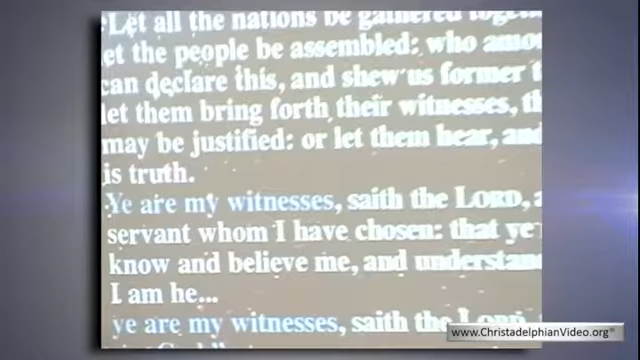 Let all the nations be gathered toget
et the people be assembled: who amo
can declare this, and shew us former t
let them bring forth their witnesses, th
may be justified: or let them hear, and
is truth.
Ye are my witnesses, saith the LORD, a
servant whom I have chosen: that ye
know and believe me, and understan
I am he...
ye are my witnesses, saith the LORD,
www.ChristadelphianVideo.org